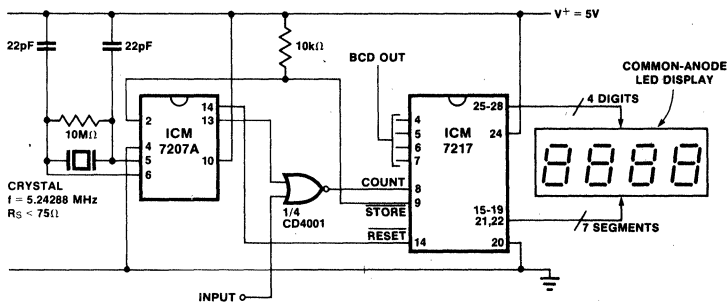 V+ = 5V
22pF
22pF
10kΩ
BCD OUT
COMMON-ANODE
LED DISPLAY
10MΩ
2
4
5
6
ICM
7207A
14
13
10
4
5
6
7
ICM
7217
25-28
24
4 DIGITS
CRYSTAL
f = 5.24288 MHz
RS < 75Ω
1/4
CD4001
COUNT
8
STORE
9
RESET
14
15-19
21,22
20
7 SEGMENTS
8888
INPUT